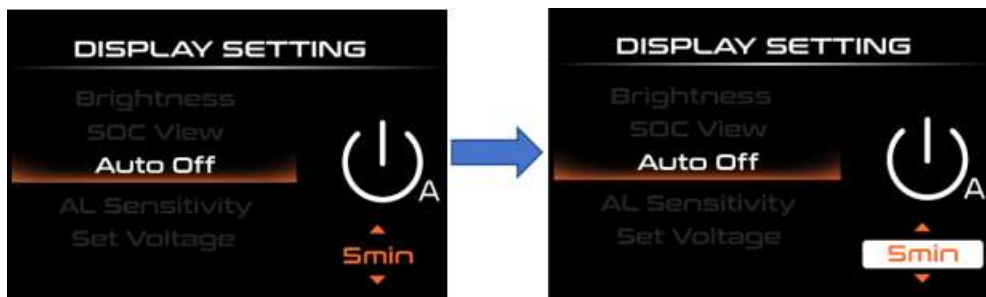 DISPLAY SETTING
Brightness
SOC View
Auto Off
AL Sensitivity
Set Voltage
A
5min
DISPLAY SETTING
Brightness
SOC View
Auto Off
AL Sensitivity
Set Voltage
A
5min